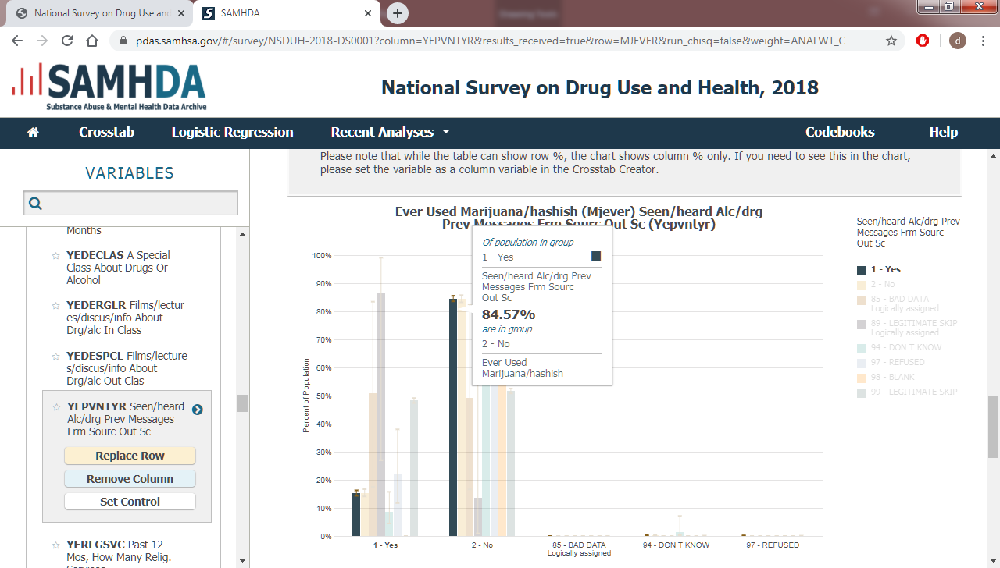 National Survey on Drug Use and
SAMHDA
pdas.samhsa.gov/#/survey/NSDUH-2018-DS0001?column=YEPVNTYR&results_received=true&row=MJEVER&run_chisq=false&weight=ANALWT_C
d
SAMHDA
Substance Abuse & Mental Health Data Archive
National Survey on Drug Use and Health, 2018
Crosstab
Logistic Regression
Recent Analyses
Codebooks
Help
VARIABLES
Months
YEDECLAS A Special
Class About Drugs Or
Alcohol
YEDERGLR Films/lectur
es/discus/info About
Drg/alc In Class
YEDESPCL Films/lecture
s/discus/info About
Drg/alc Out Clas
YEPVNTYR Seen/heard
Alc/drg Prev Messages
Frm Sourc Out Sc
Replace Row
Remove Column
Set Control
YERLGSVC Past 12
Mos, How Many Relig.
Please note that while the table can show row %, the chart shows column % only. If you need to see this in the chart,
please set the variable as a column variable in the Crosstab Creator.
Ever Used Marijuana/hashish (Mjever) Seen/heard Alc/drg
Prev Messages Frm Sourc Out Sc (Yepvntyr)
Percent of Population
100%
90%
80%
70%
60%
50%
40%
30%
20%
10%
0%
1 - Yes
2 - No
85 - BAD DATA
Logically assigned
94 - DON T KNOW
97 - REFUSED
Of population in group
1 - Yes
Seen/heard Alc/drg Prev
Messages Frm Sourc
Out Sc
84.57%
are in group
2 - No
Ever Used
Marijuana/hashish
Seen/heard Alc/drg Prev
Messages Frm Sourc
Out Sc
1 - Yes
2 - No
85 - BAD DATA
Logically assigned
89 - LEGITIMATE SKIP
Logically assigned
94 - DON T KNOW
97 - REFUSED
98 - BLANK
99 - LEGITIMATE SKIP